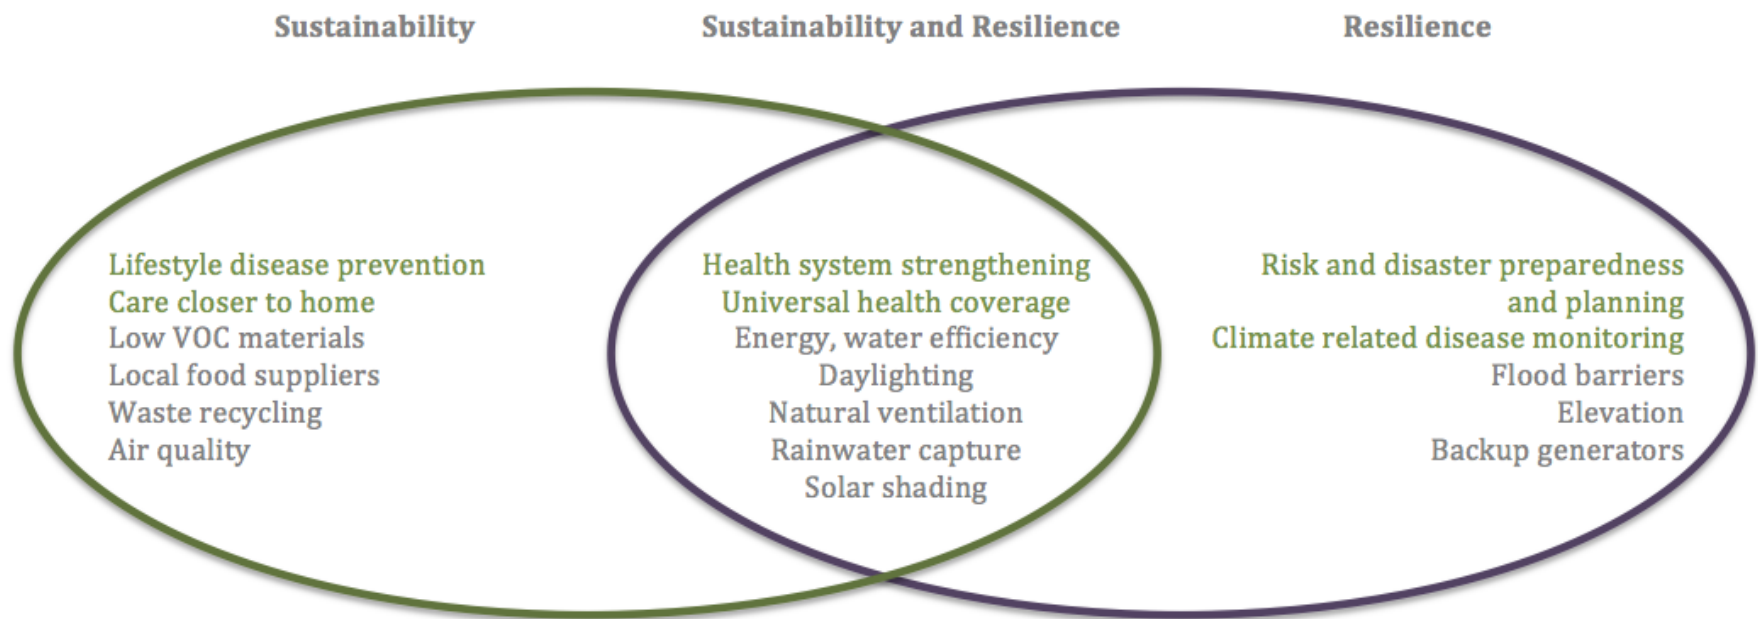 Sustainability
Sustainability and Resilience
Resilience
Lifestyle disease prevention
Care closer to home
Low VOC materials
Local food suppliers
Waste recycling
Air quality
Health system strengthening
Universal health coverage
Energy, water efficiency
Daylighting
Natural ventilation
Rainwater capture
Solar shading
Risk and disaster preparedness
and planning
Climate related disease monitoring
Flood barriers
Elevation
Backup generators